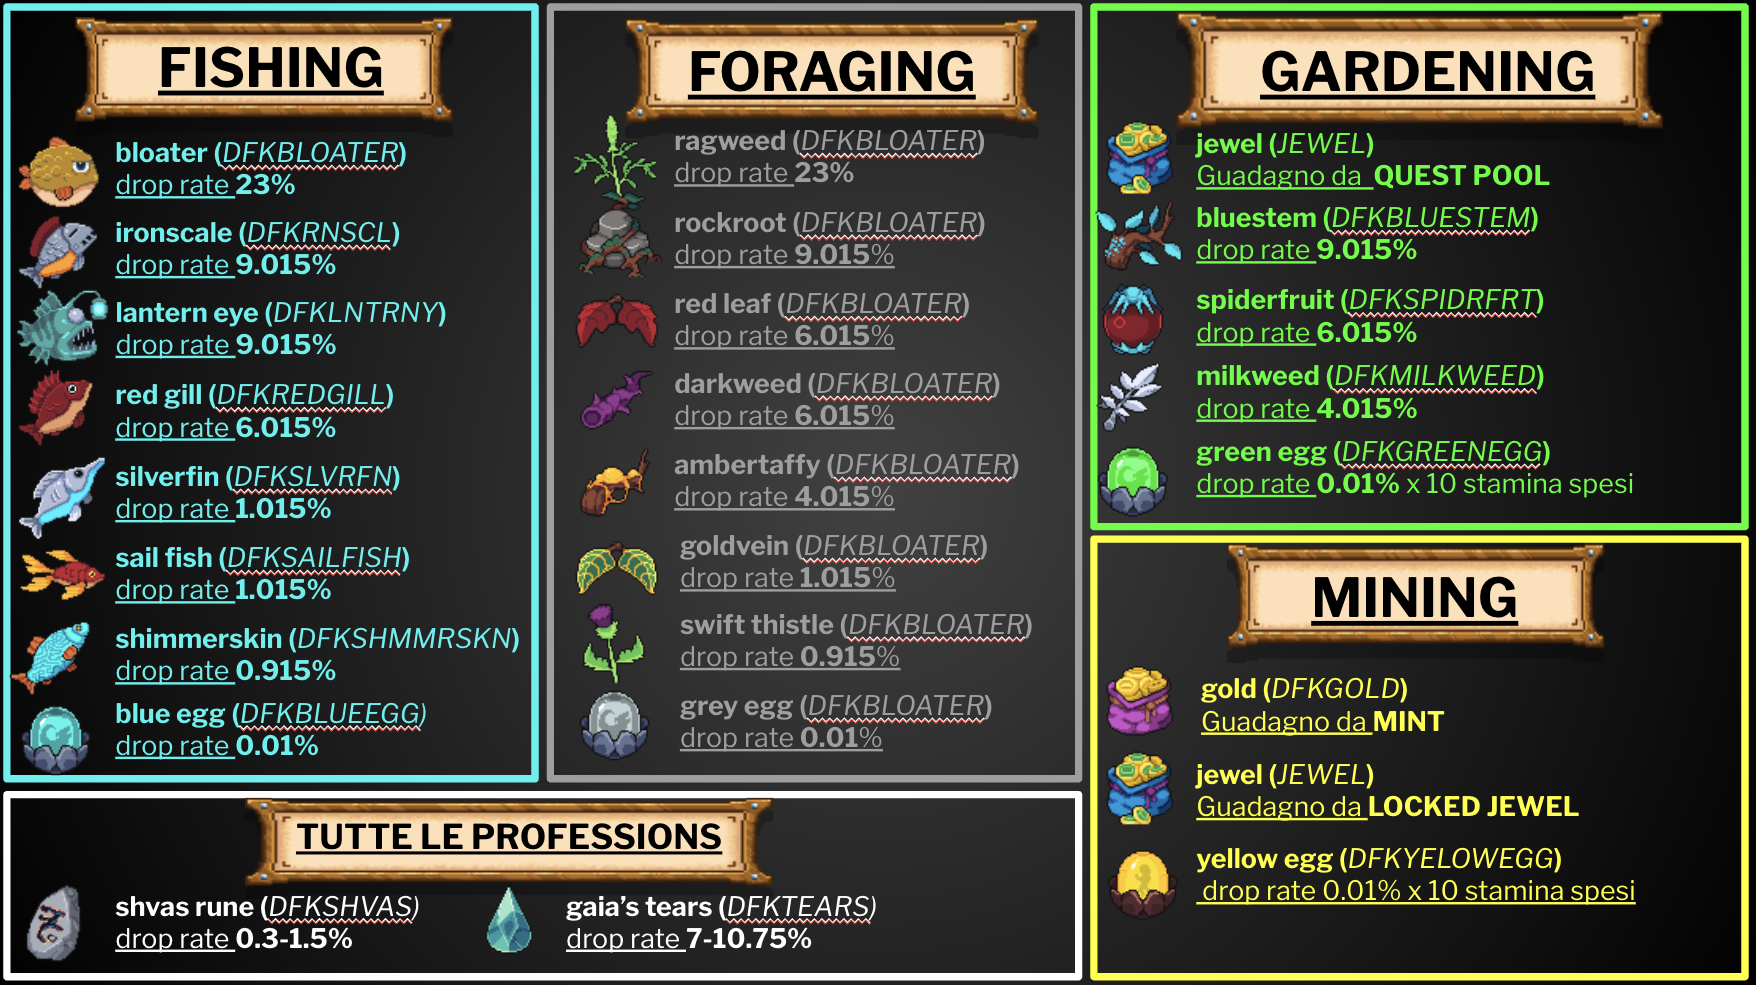 FISHING
bloater (DFKBLOATER)
drop rate 23%
ironscale (DFKRNSCL)
drop rate 9.015%
lantern eye (DFKLNTRNY)
drop rate 9.015%
red gill (DFKREDGILL)
drop rate 6.015%
silverfin (DFKSLVRFN)
drop rate 1.015%
sail fish (DFKSAILFISH)
drop rate 1.015%
shimmerskin (DFKSHMMRSKN)
drop rate 0.915%
blue egg (DFKBLUEEGG)
drop rate 0.01%
FORAGING
ragweed (DFKBLOATER)
drop rate 23%
rockroot (DFKBLOATER)
drop rate 9.015%
red leaf (DFKBLOATER)
drop rate 6.015%
darkweed (DFKBLOATER)
drop rate 6.015%
ambertaffy (DFKBLOATER)
drop rate 4.015%
goldvein (DFKBLOATER)
drop rate 1.015%
swift thistle (DFKBLOATER)
drop rate 0.915%
grey egg (DFKBLOATER)
drop rate 0.01%
GARDENING
jewel (JEWEL)
Guadagno da QUEST POOL
bluestem (DFKBLUESTEM)
drop rate 9.015%
spiderfruit (DFKSPIDRFRT)
drop rate 6.015%
milkweed (DFKMILKWEED)
drop rate 4.015%
green egg (DFKGREENEGG)
drop rate 0.01% x 10 stamina spesi
MINING
gold (DFKGOLD)
Guadagno da MINT
jewel (JEWEL)
Guadagno da LOCKED JEWEL
yellow egg (DFKYELOWEGG)
drop rate 0.01% x 10 stamina spesi
TUTTE LE PROFESSIONS
shvas rune (DFKSHVAS)
drop rate 0.3-1.5%
gaia's tears (DFKTEARS)
drop rate 7-10.75%